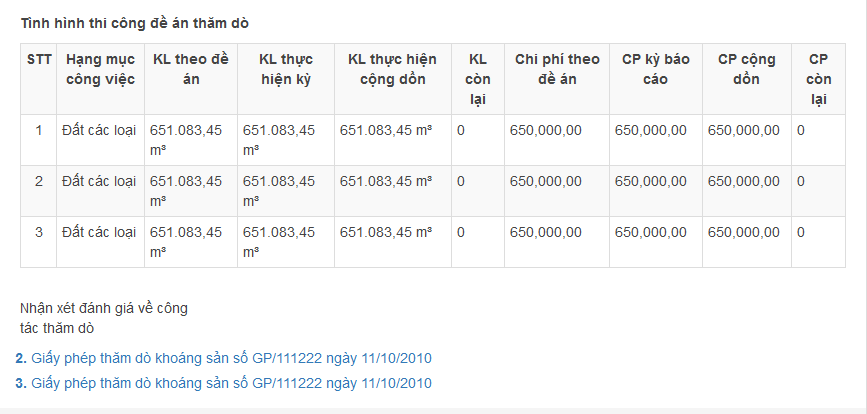 Tình hình thi công đề án thăm dò
STT Hạng mục công việc KL theo đề án KL thực hiện kỳ KL thực hiện cộng dồn KL còn lại Chi phí theo đề án CP kỳ báo cáo CP cộng dồn CP còn lại
1 Đất các loại 651.083,45 m³ 651.083,45 m³ 651.083,45 m³ 0 650,000,00 650,000,00 650,000,00 0
2 Đất các loại 651.083,45 m³ 651.083,45 m³ 651.083,45 m³ 0 650,000,00 650,000,00 650,000,00 0
3 Đất các loại 651.083,45 m³ 651.083,45 m³ 651.083,45 m³ 0 650,000,00 650,000,00 650,000,00 0
Nhận xét đánh giá về công
tác thăm dò
2. Giấy phép thăm dò khoáng sản số GP/111222 ngày 11/10/2010
3. Giấy phép thăm dò khoáng sản số GP/111222 ngày 11/10/2010